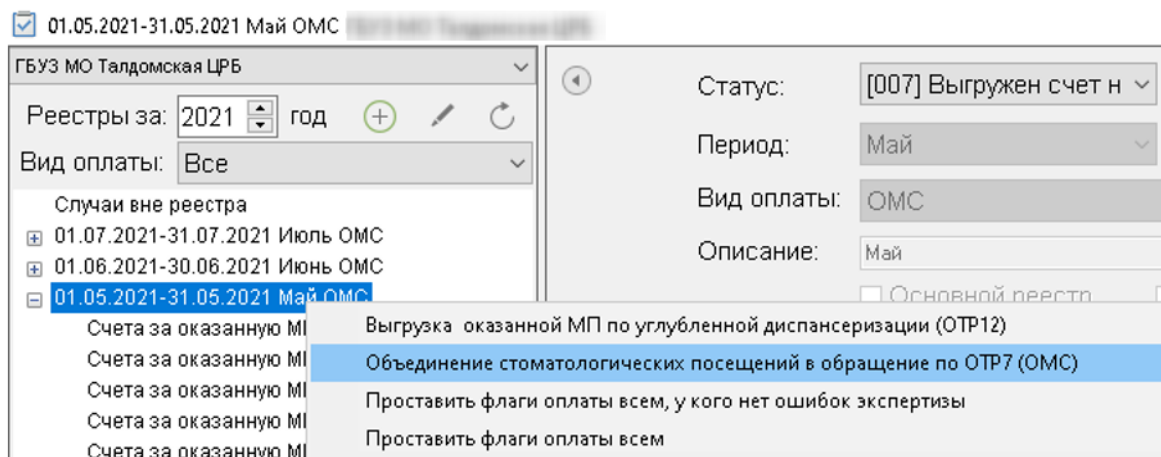 01.05.2021-31.05.2021 Май ОМС
ГБУЗ МО Талдомская ЦРБ
Реестры за: 2021 год
Вид оплаты: Все
Случаи вне реестра
01.07.2021-31.07.2021 Июль ОМС
01.06.2021-30.06.2021 Июнь ОМС
01.05.2021-31.05.2021 Май ОМС
Счета за оказанную
Счета за оказанную
Счета за оказанную
Счета за оказанную
Счета за оказанную
Статус: [007] Выгружен счет н
Период: Май
Вид оплаты: ОМС
Описание: Май
Основной реестр
Выгрузка оказанной МП по углубленной диспансеризации (ОТР12)
Объединение стоматологических посещений в обращение по ОТР7 (ОМС)
Проставить флаги оплаты всем, у кого нет ошибок экспертизы
Проставить флаги оплаты всем